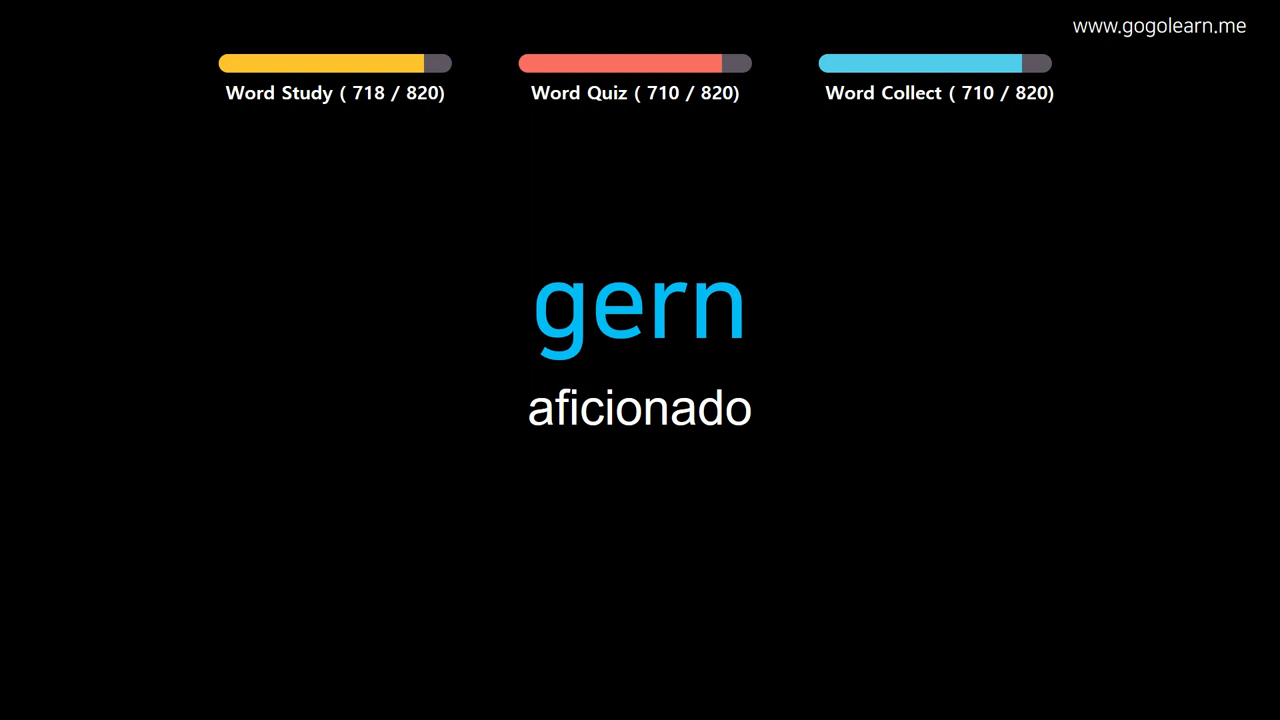 www.gogolearn.me
Word Study ( 718 / 820)
Word Quiz ( 710 / 820)
Word Collect ( 710 / 820)
gern
aficionado